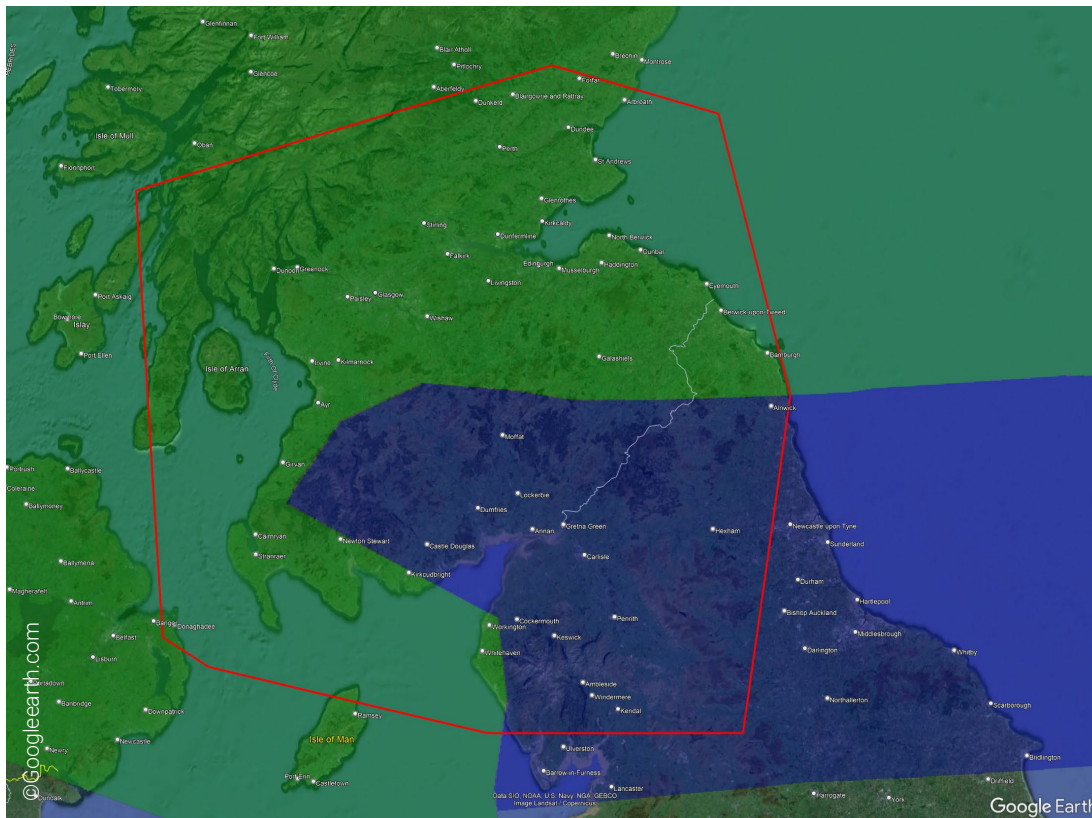 Glenfinnan
Fort William
Blair Atholl
Brechin
HEBRIDES
Pitlochry
Montrose
Glencoe
Forfar
Tobermory
Aberfeldy
Blairgowrie and Rattray
Dunkeld
Arbroath
Isle of Mull
Dundee
Oban
Perth
St Andrews
Fionnphort
Glenrothes
Kirkcaldy
Stirling
Dunfermline
North Berwick
Dunbar
Falkirk
Edinburgh
Haddington
Musselburgh
Dunoon
Greenock
Livingston
Eyemouth
Port Askaig
Paisley
Glasgow
Berwick-upon-Tweed
Bowmore
Islay
Wishaw
Port Ellen
Firth of Clyde
Irvine
Kilmarnock
Galashiels
Bamburgh
Isle of Arran
Ayr
Alnwick
Moffat
Girvan
Portrush
Ballycastle
Coleraine
Lockerbie
Ballymoney
Dumfries
Annan
Gretna Green
Hexham
Newcastle upon Tyne
Cairnryan
Newton Stewart
Castle Douglas
Sunderland
Stranraer
Carlisle
Ballymena
Kirkcudbright
Durham
Magherafelt
Antrim
Hartlepool
Bishop Auckland
Bangor
Donaghadee
Workington
Cockermouth
Penrith
Belfast
Keswick
Middlesbrough
Lisburn
Whitehaven
Darlington
Whitby
Portadown
Ambleside
Windermere
Banbridge
Downpatrick
Ramsey
Kendal
Northallerton
Scarborough
Newcastle
Isle of Man
Newry
Ulverston
Bridlington
Port Erin
Castletown
Barrow-in-Furness
Driffield
Dundalk
Lancaster
Harrogate
York
©Googleearth.com
Data SIO, NOAA, U.S. Navy, NGA, GEBCO
Image Landsat / Copernicus
Google Earth